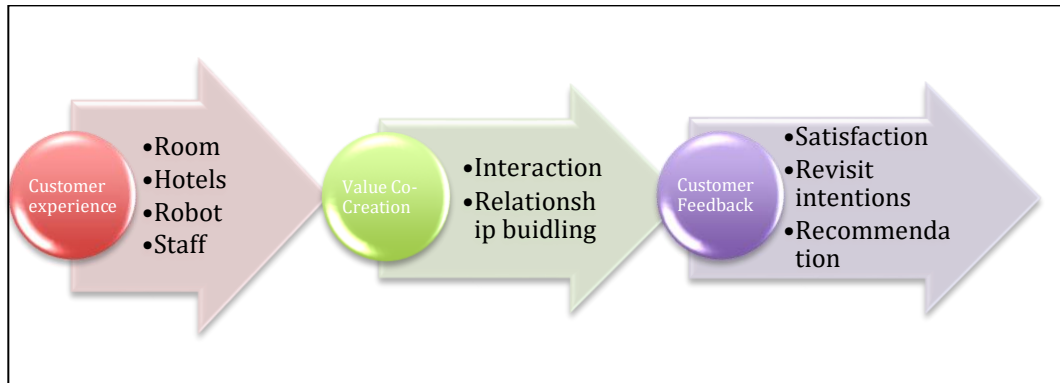 Customer
experience
•Room
•Hotels
•Robot
•Staff
Value Co-
Creation
•Interaction
•Relationsh
ip buidling
Customer
Feedback
•Satisfaction
•Revisit
intentions
•Recommenda
tion